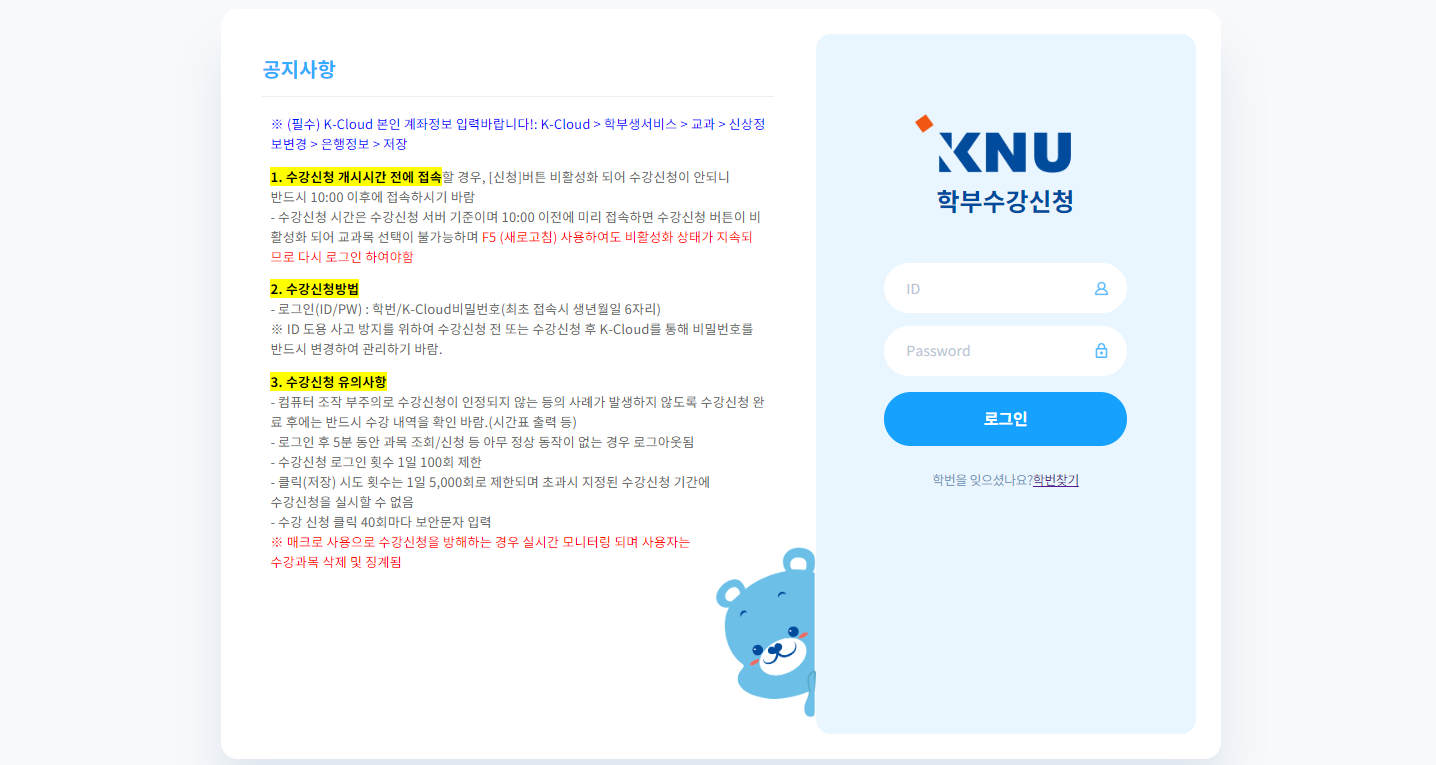 공지사항
※ (필수) K-Cloud 본인 계좌정보 입력바랍니다!: K-Cloud > 학부생서비스 > 교과 > 신상정
보변경 > 은행정보 > 저장
1. 수강신청 개시시간 전에 접속할 경우, [신청]버튼 비활성화 되어 수강신청이 안되니
반드시 10:00 이후에 접속하시기 바람
- 수강신청 시간은 수강신청 서버 기준이며 10:00 이전에 미리 접속하면 수강신청 버튼이 비
활성화 되어 교과목 선택이 불가능하며 F5 (새로고침) 사용하여도 비활성화 상태가 지속되
므로 다시 로그인 하여야함
2. 수강신청방법
- 로그인(ID/PW) : 학번/K-Cloud비밀번호(최초 접속시 생년월일 6자리)
※ ID 도용 사고 방지를 위하여 수강신청 전 또는 수강신청 후 K-Cloud를 통해 비밀번호를
반드시 변경하여 관리하기 바람.
3. 수강신청 유의사항
- 컴퓨터 조작 부주의로 수강신청이 인정되지 않는 등의 사례가 발생하지 않도록 수강신청 완
료 후에는 반드시 수강 내역을 확인 바람.(시간표 출력 등)
- 로그인 후 5분 동안 과목 조회/신청 등 아무 정상 동작이 없는 경우 로그아웃됨
- 수강신청 로그인 횟수 1일 100회 제한
- 클릭(저장) 시도 횟수는 1일 5,000회로 제한되며 초과시 지정된 수강신청 기간에
수강신청을 실시할 수 없음
- 수강 신청 클릭 40회마다 보안문자 입력
※ 매크로 사용으로 수강신청을 방해하는 경우 실시간 모니터링 되며 사용자는
수강과목 삭제 및 징계됨
KNU
학부수강신청
ID
Password
로그인
학번을 잊으셨나요?학번찾기